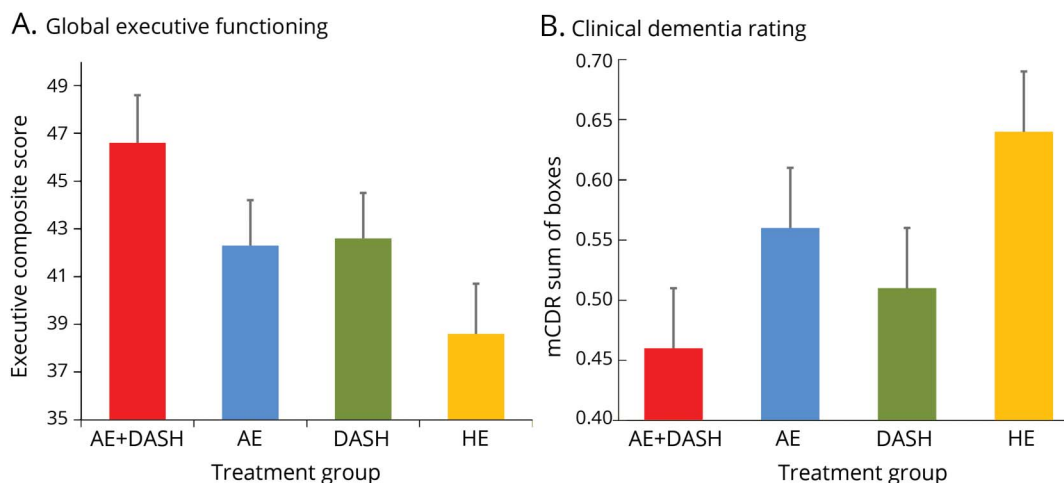 A. Global executive functioning
Executive composite score
49
47
45
43
41
39
37
35
AE+DASH AE DASH HE
Treatment group
B. Clinical dementia rating
mCDR sum of boxes
0.70
0.65
0.60
0.55
0.50
0.45
0.40
AE+DASH AE DASH HE
Treatment group